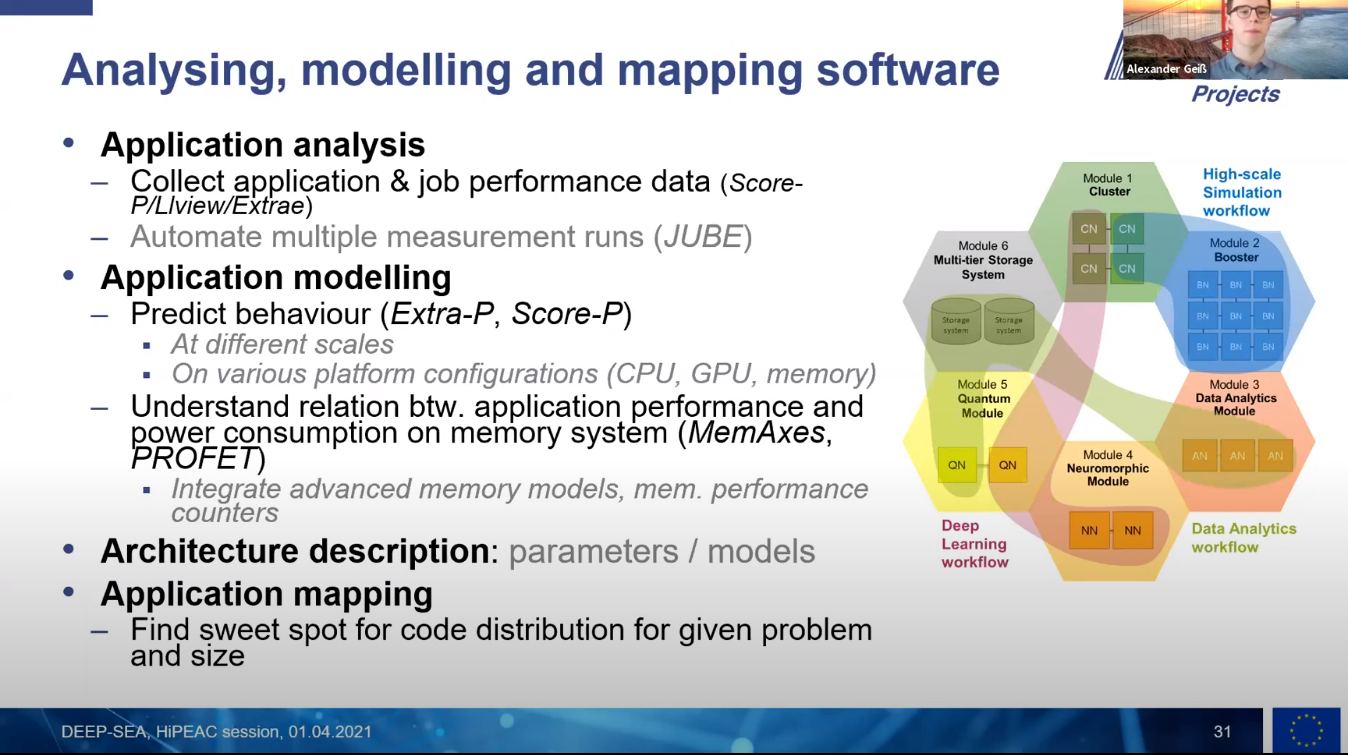 Analysing, modelling and mapping software
Alexander Geiß
Projects
• Application analysis
– Collect application & job performance data (Score-
P/LIview/Extrae)
– Automate multiple measurement runs (JUBE)
• Application modelling
– Predict behaviour (Extra-P, Score-P)
▪ At different scales
▪ On various platform configurations (CPU, GPU, memory)
– Understand relation btw. application performance and
power consumption on memory system (MemAxes,
PROFET)
▪ Integrate advanced memory models, mem. performance
counters
• Architecture description: parameters / models
• Application mapping
– Find sweet spot for code distribution for given problem
and size
Module 1
Cluster
CN CN
CN CN
High-scale
Simulation
workflow
Module 6
Multi-tier Storage
System
Storage
system
Storage
system
Module 2
Booster
BN BN BN
BN BN BN
BN BN BN
Module 5
Quantum
Module
QN QN
Module 3
Data Analytics
Module
AN AN AN
Module 4
Neuromorphic
Module
NN NN
Deep
Learning
workflow
Data Analytics
workflow
DEEP-SEA, HiPEAC session, 01.04.2021
31